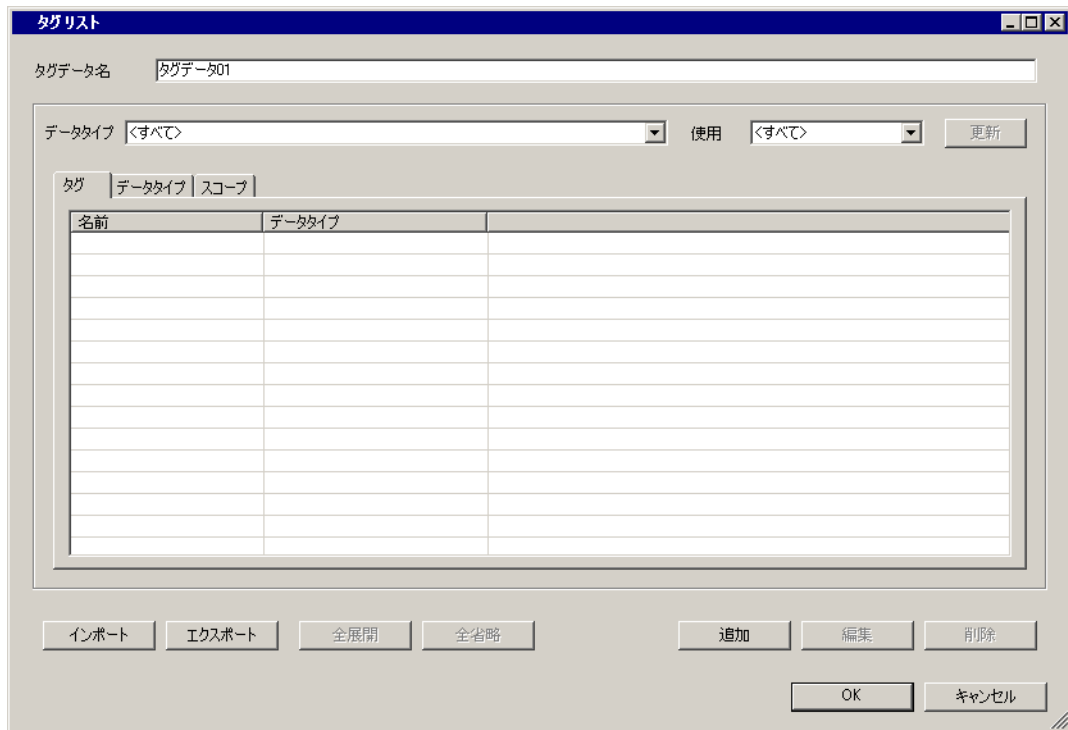 タグリスト
タグデータ名 タグデータ01
データタイプ <すべて> 使用 <すべて> 更新
タグ データタイプ スコープ
名前 データタイプ
インポート エクスポート 全展開 全省略 追加 編集 削除
OK キャンセル